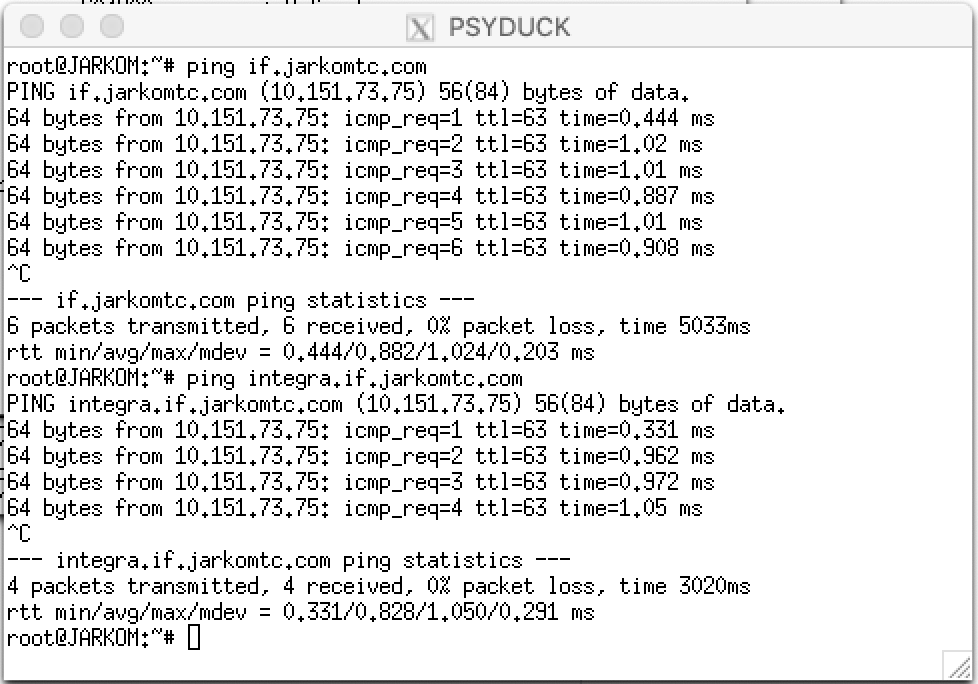 PSYDUCK
root@JARKOM:~# ping if.jarkomtc.com
PING if.jarkomtc.com (10.151.73.75) 56(84) bytes of data.
64 bytes from 10.151.73.75: icmp_req=1 ttl=63 time=0.444 ms
64 bytes from 10.151.73.75: icmp_req=2 ttl=63 time=1.02 ms
64 bytes from 10.151.73.75: icmp_req=3 ttl=63 time=1.01 ms
64 bytes from 10.151.73.75: icmp_req=4 ttl=63 time=0.887 ms
64 bytes from 10.151.73.75: icmp_req=5 ttl=63 time=1.01 ms
64 bytes from 10.151.73.75: icmp_req=6 ttl=63 time=0.908 ms
^C
--- if.jarkomtc.com ping statistics ---
6 packets transmitted, 6 received, 0% packet loss, time 5033ms
rtt min/avg/max/mdev = 0.444/0.882/1.024/0.203 ms
root@JARKOM:~# ping integra.if.jarkomtc.com
PING integra.if.jarkomtc.com (10.151.73.75) 56(84) bytes of data.
64 bytes from 10.151.73.75: icmp_req=1 ttl=63 time=0.331 ms
64 bytes from 10.151.73.75: icmp_req=2 ttl=63 time=0.962 ms
64 bytes from 10.151.73.75: icmp_req=3 ttl=63 time=0.972 ms
64 bytes from 10.151.73.75: icmp_req=4 ttl=63 time=1.05 ms
^C
--- integra.if.jarkomtc.com ping statistics ---
4 packets transmitted, 4 received, 0% packet loss, time 3020ms
rtt min/avg/max/mdev = 0.331/0.828/1.050/0.291 ms
root@JARKOM:~#